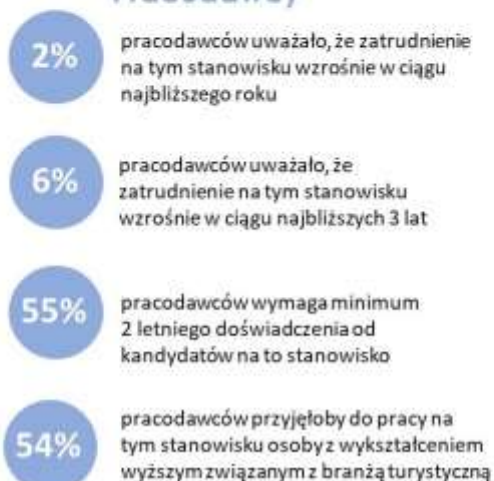 2%
pracodawców uważało, że zatrudnienie
na tym stanowisku wzrośnie w ciągu
najbliższego roku
6%
pracodawców uważało, że
zatrudnienie na tym stanowisku
wzrośnie w ciągu najbliższych 3 lat
55%
pracodawców wymaga minimum
2 letniego doświadczenia od
kandydatów na to stanowisko
54%
pracodawców przyjęłoby do pracy na
tym stanowisku osoby z wykształceniem
wyższym związanym z branżą turystyczną